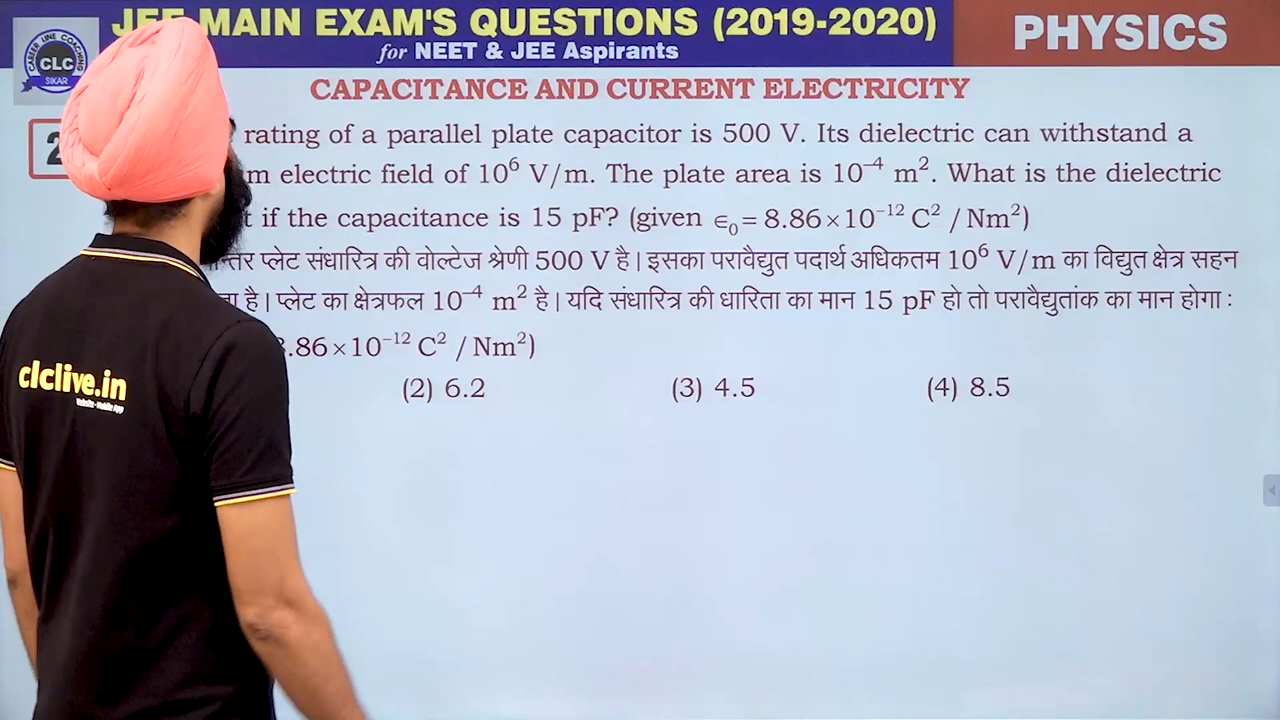 JEE MAIN EXAM'S QUESTIONS (2019-2020)
for NEET & JEE Aspirants
PHYSICS
CAREER LINE COACHING
CLC
SIKAR
CAPACITANCE AND CURRENT ELECTRICITY
rating of a parallel plate capacitor is 500 V. Its dielectric can withstand a
electric field of 10⁶ V/m. The plate area is 10⁻⁴ m². What is the dielectric
if the capacitance is 15 pF? (given ∈₀ = 8.86×10⁻¹² C² / Nm²)
प्लेट संधारित्र की वोल्टेज श्रेणी 500 V है। इसका परावैद्युत पदार्थ अधिकतम 10⁶ V/m का विद्युत क्षेत्र सहन
है। प्लेट का क्षेत्रफल 10⁻⁴ m² है। यदि संधारित्र की धारिता का मान 15 pF हो तो परावैद्युतांक का मान होगा :
.86×10⁻¹² C² / Nm²)
(2) 6.2 (3) 4.5 (4) 8.5
clclive.in